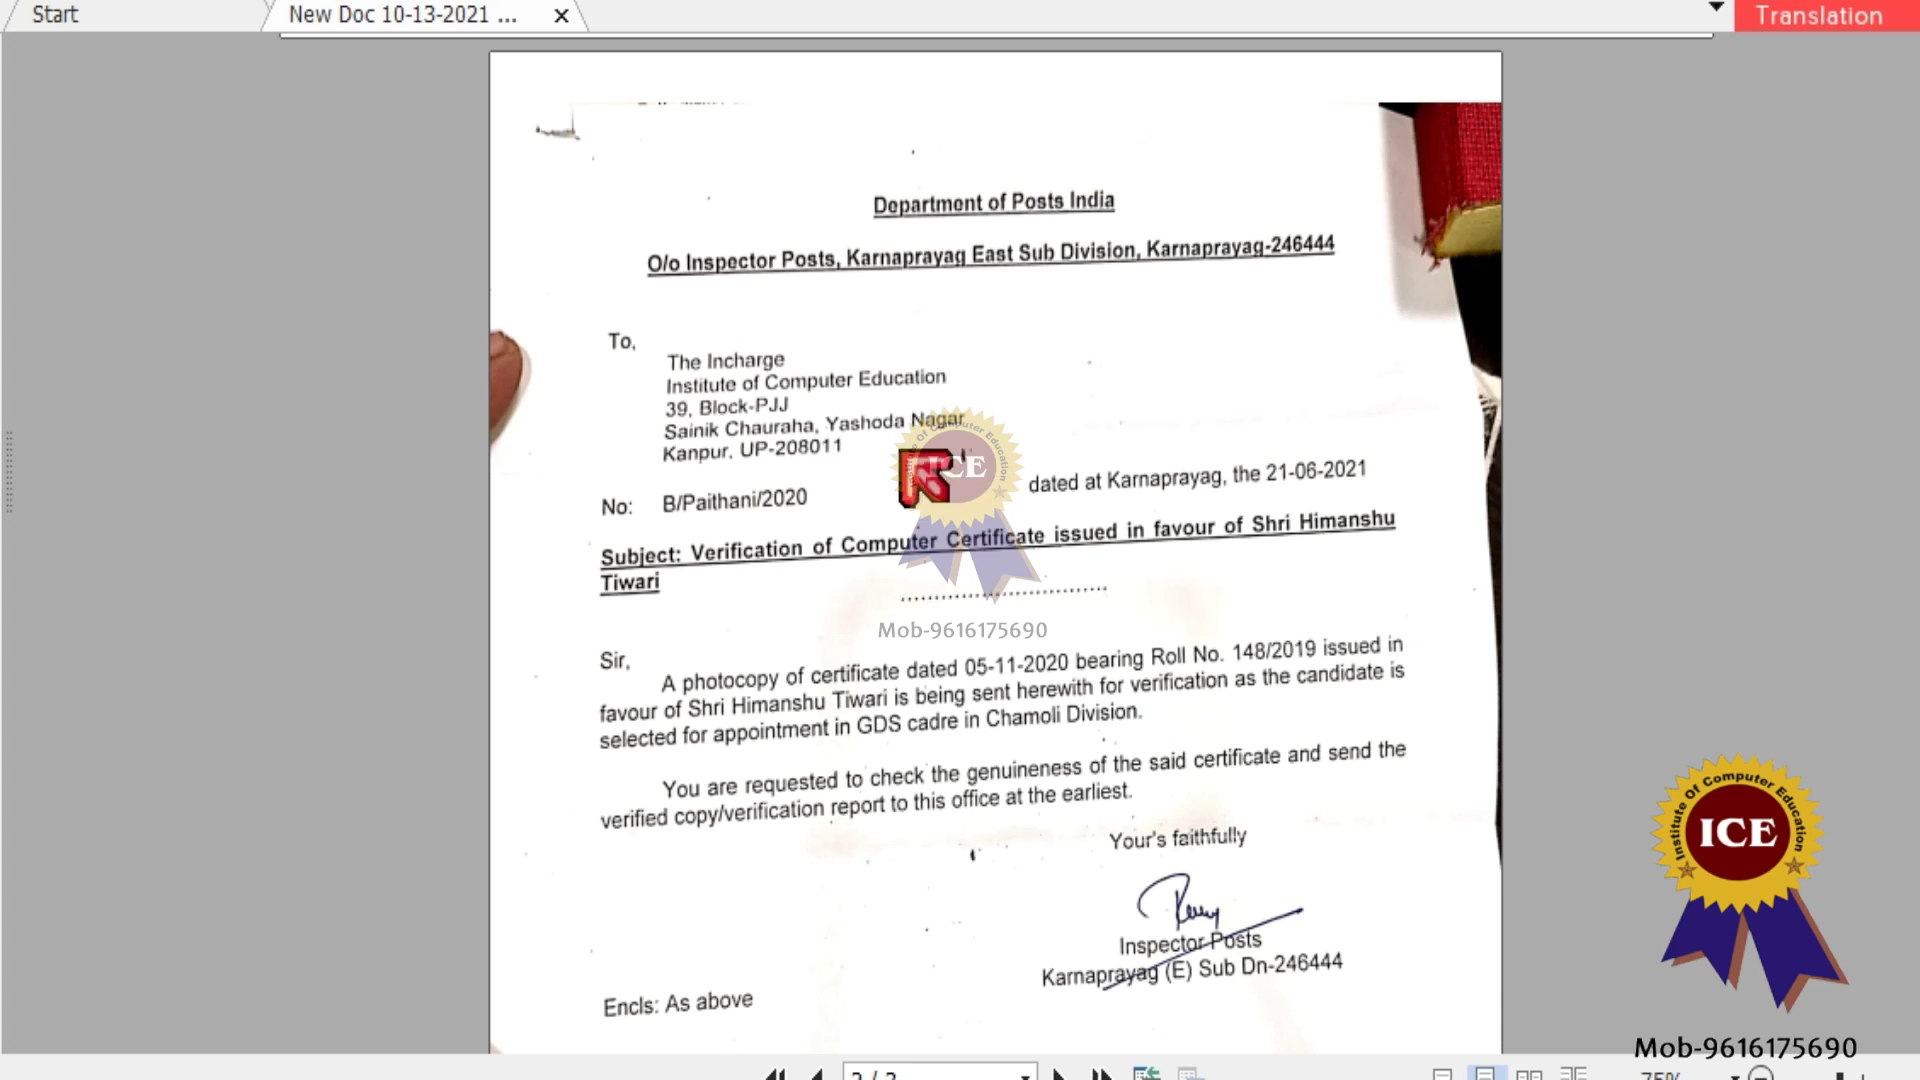 Start
New Doc 10-13-2021 ...
Translation
Department of Posts India
O/o Inspector Posts, Karnaprayag East Sub Division, Karnaprayag-246444
To,
The Incharge
Institute of Computer Education
39, Block-PJJ
Sainik Chauraha, Yashoda Nagar
Kanpur. UP-208011
No: B/Paithani/2020 dated at Karnaprayag, the 21-06-2021
Subject: Verification of Computer Certificate issued in favour of Shri Himanshu
Tiwari
Institute Of Computer Education
ICE
Mob-9616175690
Sir,
A photocopy of certificate dated 05-11-2020 bearing Roll No. 148/2019 issued in
favour of Shri Himanshu Tiwari is being sent herewith for verification as the candidate is
selected for appointment in GDS cadre in Chamoli Division.
You are requested to check the genuineness of the said certificate and send the
verified copy/verification report to this office at the earliest.
Your's faithfully
Inspector Posts
Karnaprayag (E) Sub Dn-246444
Encls: As above
Institute Of Computer Education
ICE
Mob-9616175690
75%